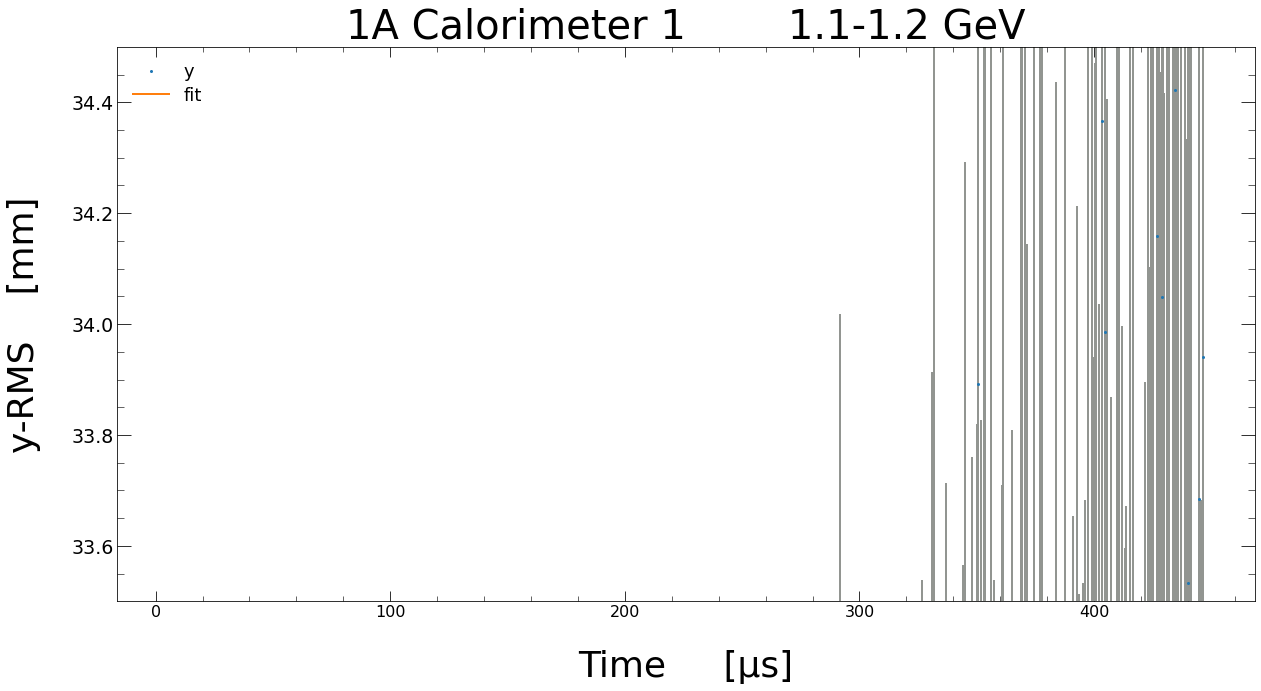 1A Calorimeter 1 1.1-1.2 GeV
y
fit
34.4
34.2
34.0
33.8
33.6
y-RMS [mm]
0 100 200 300 400
Time [μs]